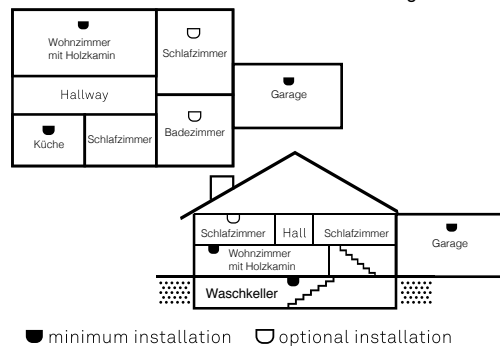 Wohnzimmer
mit Holzkamin
Schlafzimmer
Hallway
Garage
Küche
Schlafzimmer
Badezimmer
Schlafzimmer
Hall
Schlafzimmer
Garage
Wohnzimmer
mit Holzkamin
Waschkeller
minimum installation
optional installation